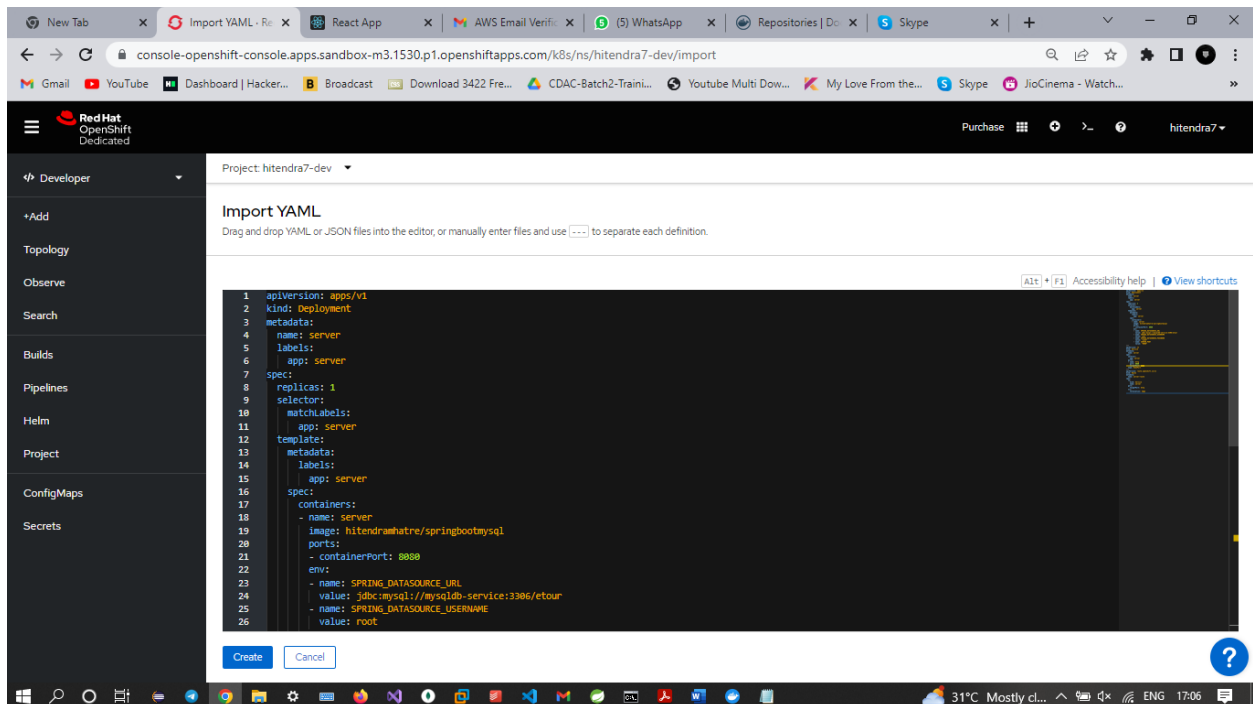 New Tab
Import YAML · Re
React App
AWS Email Verific
(5) WhatsApp
Repositories | Do
Skype
console-openshift-console.apps.sandbox-m3.1530.p1.openshiftapps.com/k8s/ns/hitendra7-dev/import
Gmail
YouTube
Dashboard | Hacker...
Broadcast
Download 3422 Fre...
CDAC-Batch2-Traini...
Youtube Multi Dow...
My Love From the...
Skype
JioCinema - Watch...
»
Red Hat
OpenShift
Dedicated
Purchase
hitendra7
</> Developer
+Add
Topology
Observe
Search
Builds
Pipelines
Helm
Project
ConfigMaps
Secrets
Project: hitendra7-dev
Import YAML
Drag and drop YAML or JSON files into the editor, or manually enter files and use --- to separate each definition.
Alt + F1 Accessibility help | View shortcuts
1 apiVersion: apps/v1
2 kind: Deployment
3 metadata:
4 name: server
5 labels:
6 app: server
7 spec:
8 replicas: 1
9 selector:
10 matchLabels:
11 app: server
12 template:
13 metadata:
14 labels:
15 app: server
16 spec:
17 containers:
18 - name: server
19 image: hitendramhatre/springbootmysql
20 ports:
21 - containerPort: 8080
22 env:
23 - name: SPRING_DATASOURCE_URL
24 value: jdbc:mysql://mysqldb-service:3306/etour
25 - name: SPRING_DATASOURCE_USERNAME
26 value: root
Create
Cancel
?
31°C Mostly cl...
ENG
17:06